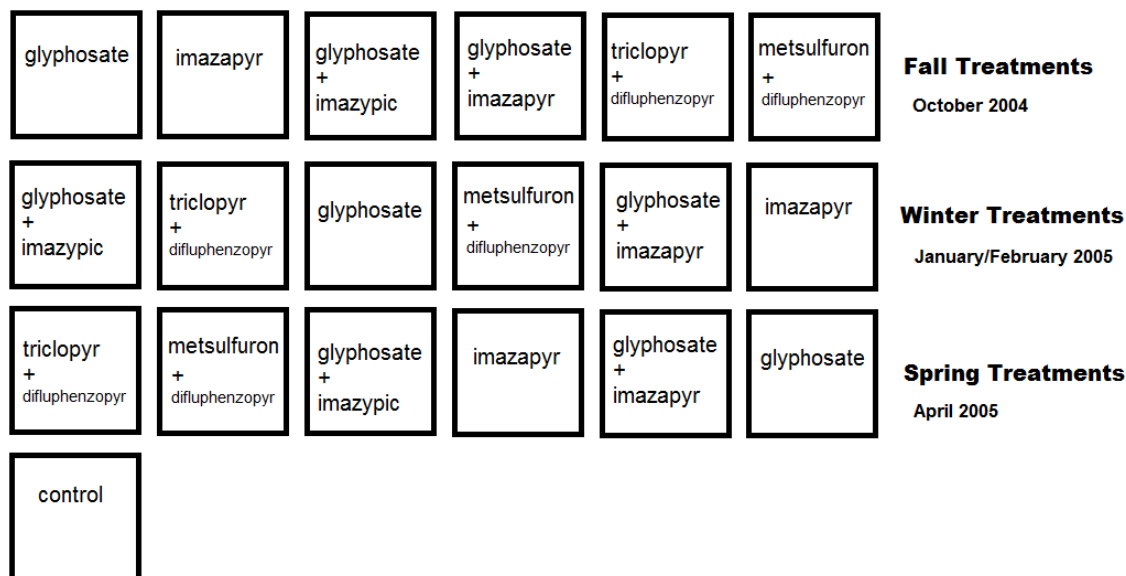 glyphosate
imazapyr
glyphosate
+
imazypic
glyphosate
+
imazapyr
triclopyr
+
difluphenzopyr
metsulfuron
+
difluphenzopyr
Fall Treatments
October 2004
glyphosate
+
imazypic
triclopyr
+
difluphenzopyr
glyphosate
metsulfuron
+
difluphenzopyr
glyphosate
+
imazapyr
imazapyr
Winter Treatments
January/February 2005
triclopyr
+
difluphenzopyr
metsulfuron
+
difluphenzopyr
glyphosate
+
imazypic
imazapyr
glyphosate
+
imazapyr
glyphosate
Spring Treatments
April 2005
control